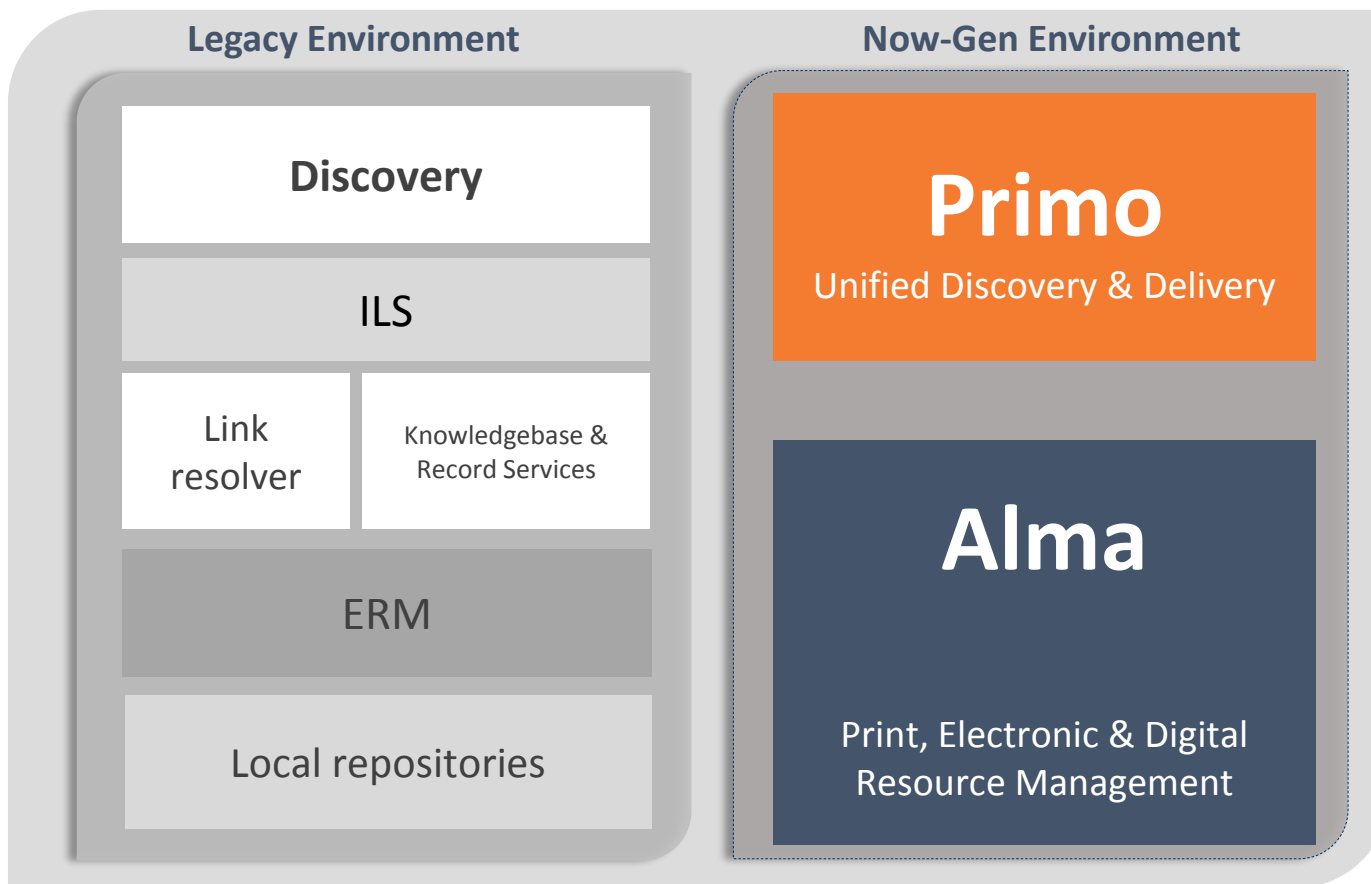 Legacy Environment
Discovery
ILS
Link
resolver
Knowledgebase &
Record Services
ERM
Local repositories
Now-Gen Environment
Primo
Unified Discovery & Delivery
Alma
Print, Electronic & Digital
Resource Management